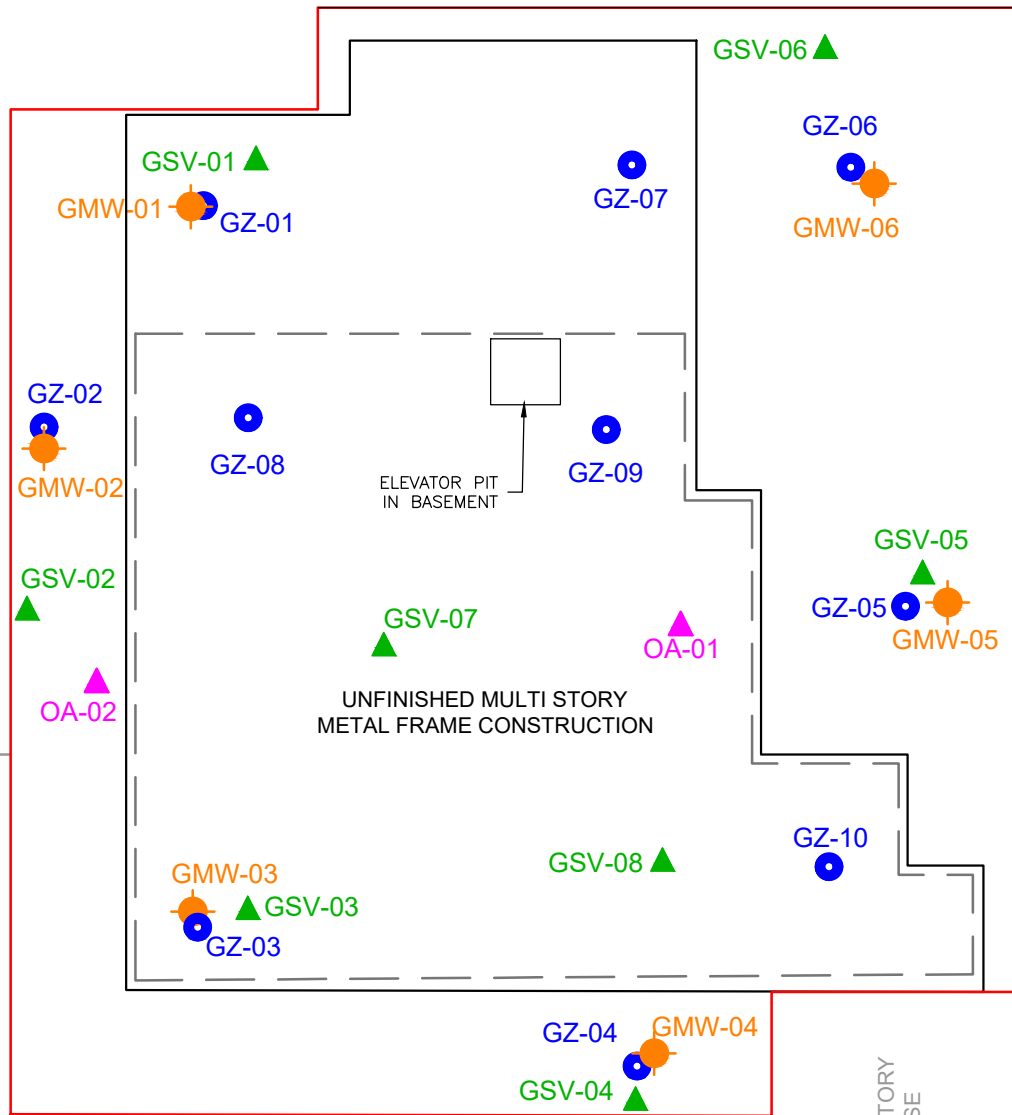 GSV-06
GZ-06
GSV-01
GMW-01
GZ-01
GZ-07
GMW-06
GZ-02
GMW-02
GZ-08
GZ-09
ELEVATOR PIT
IN BASEMENT
GSV-02
GSV-07
GSV-05
GZ-05
GMW-05
OA-01
OA-02
UNFINISHED MULTI STORY
METAL FRAME CONSTRUCTION
GZ-10
GSV-08
GMW-03
GSV-03
GZ-03
GZ-04
GMW-04
GSV-04
TORY
SE